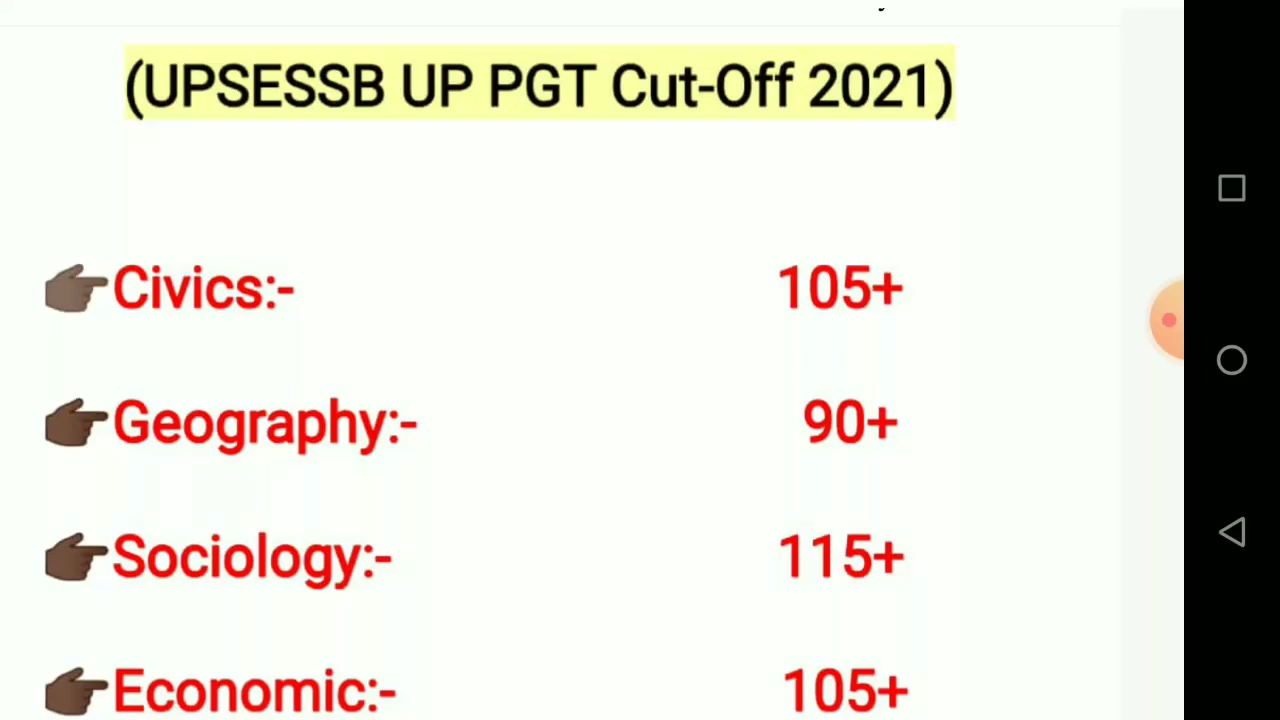 (UPSESSB UP PGT Cut-Off 2021)
Civics:- 105+
Geography:- 90+
Sociology:- 115+
Economic:- 105+